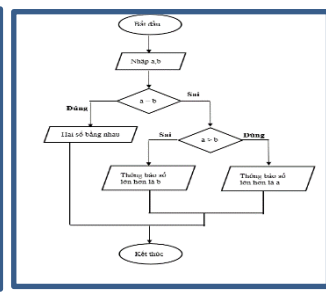 Bắt đầu
Nhập a,b
a = b
Sai
Đúng
Hai số bằng nhau
Sai
a > b
Đúng
Thông báo số
lớn hơn là b
Thông báo số
lớn hơn là a
Kết thúc